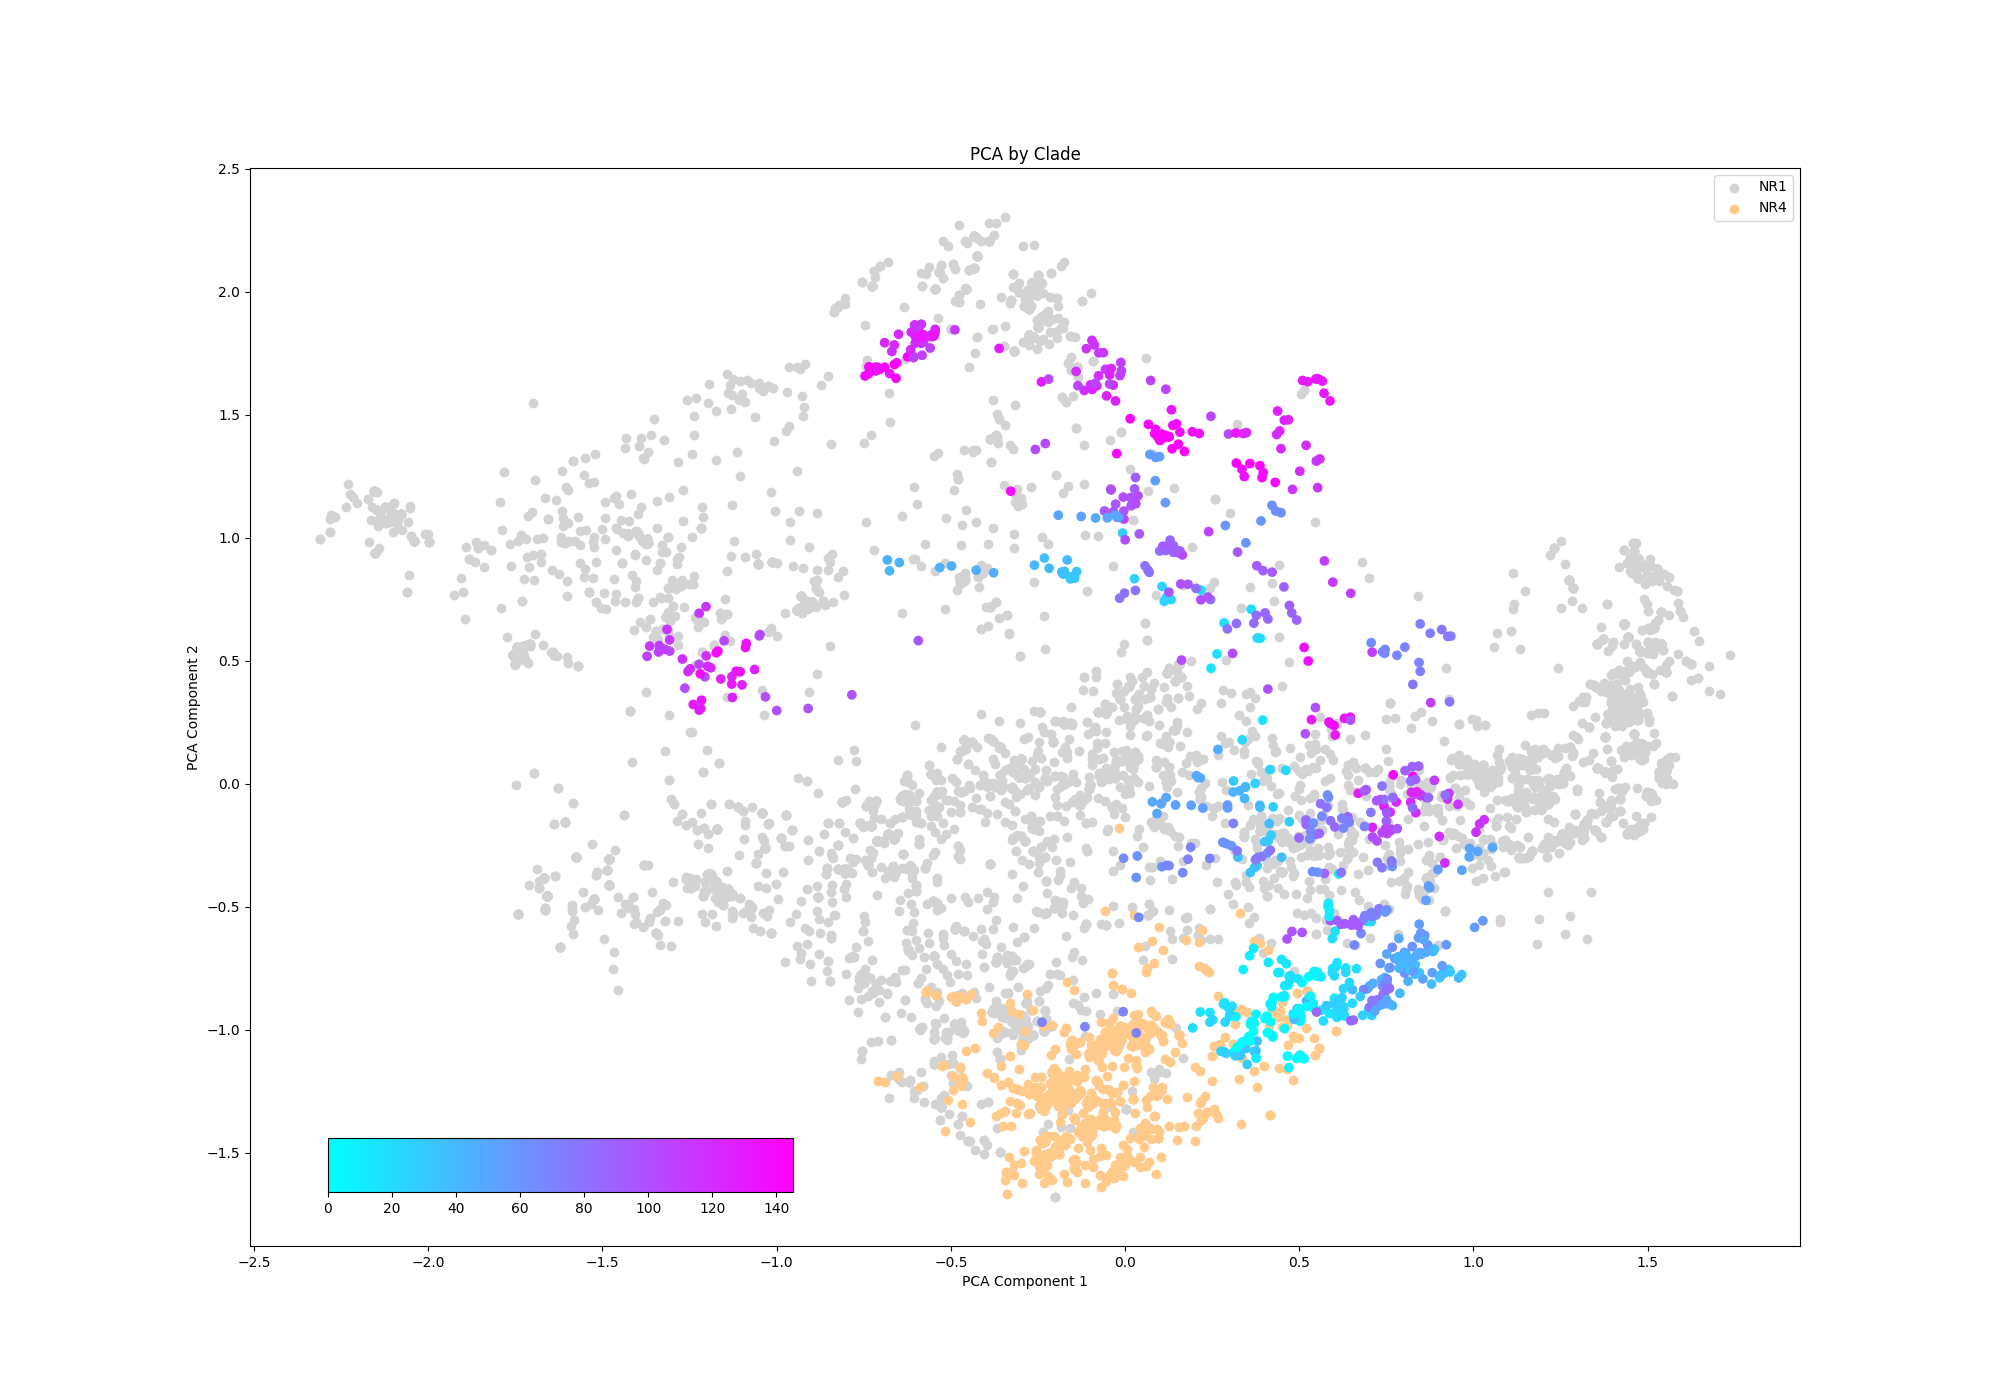 PCA by Clade
NR1
NR4
2.5
2.0
1.5
1.0
0.5
0.0
−0.5
−1.0
−1.5
PCA Component 2
0 20 40 60 80 100 120 140
−2.5 −2.0 −1.5 −1.0 −0.5 0.0 0.5 1.0 1.5
PCA Component 1